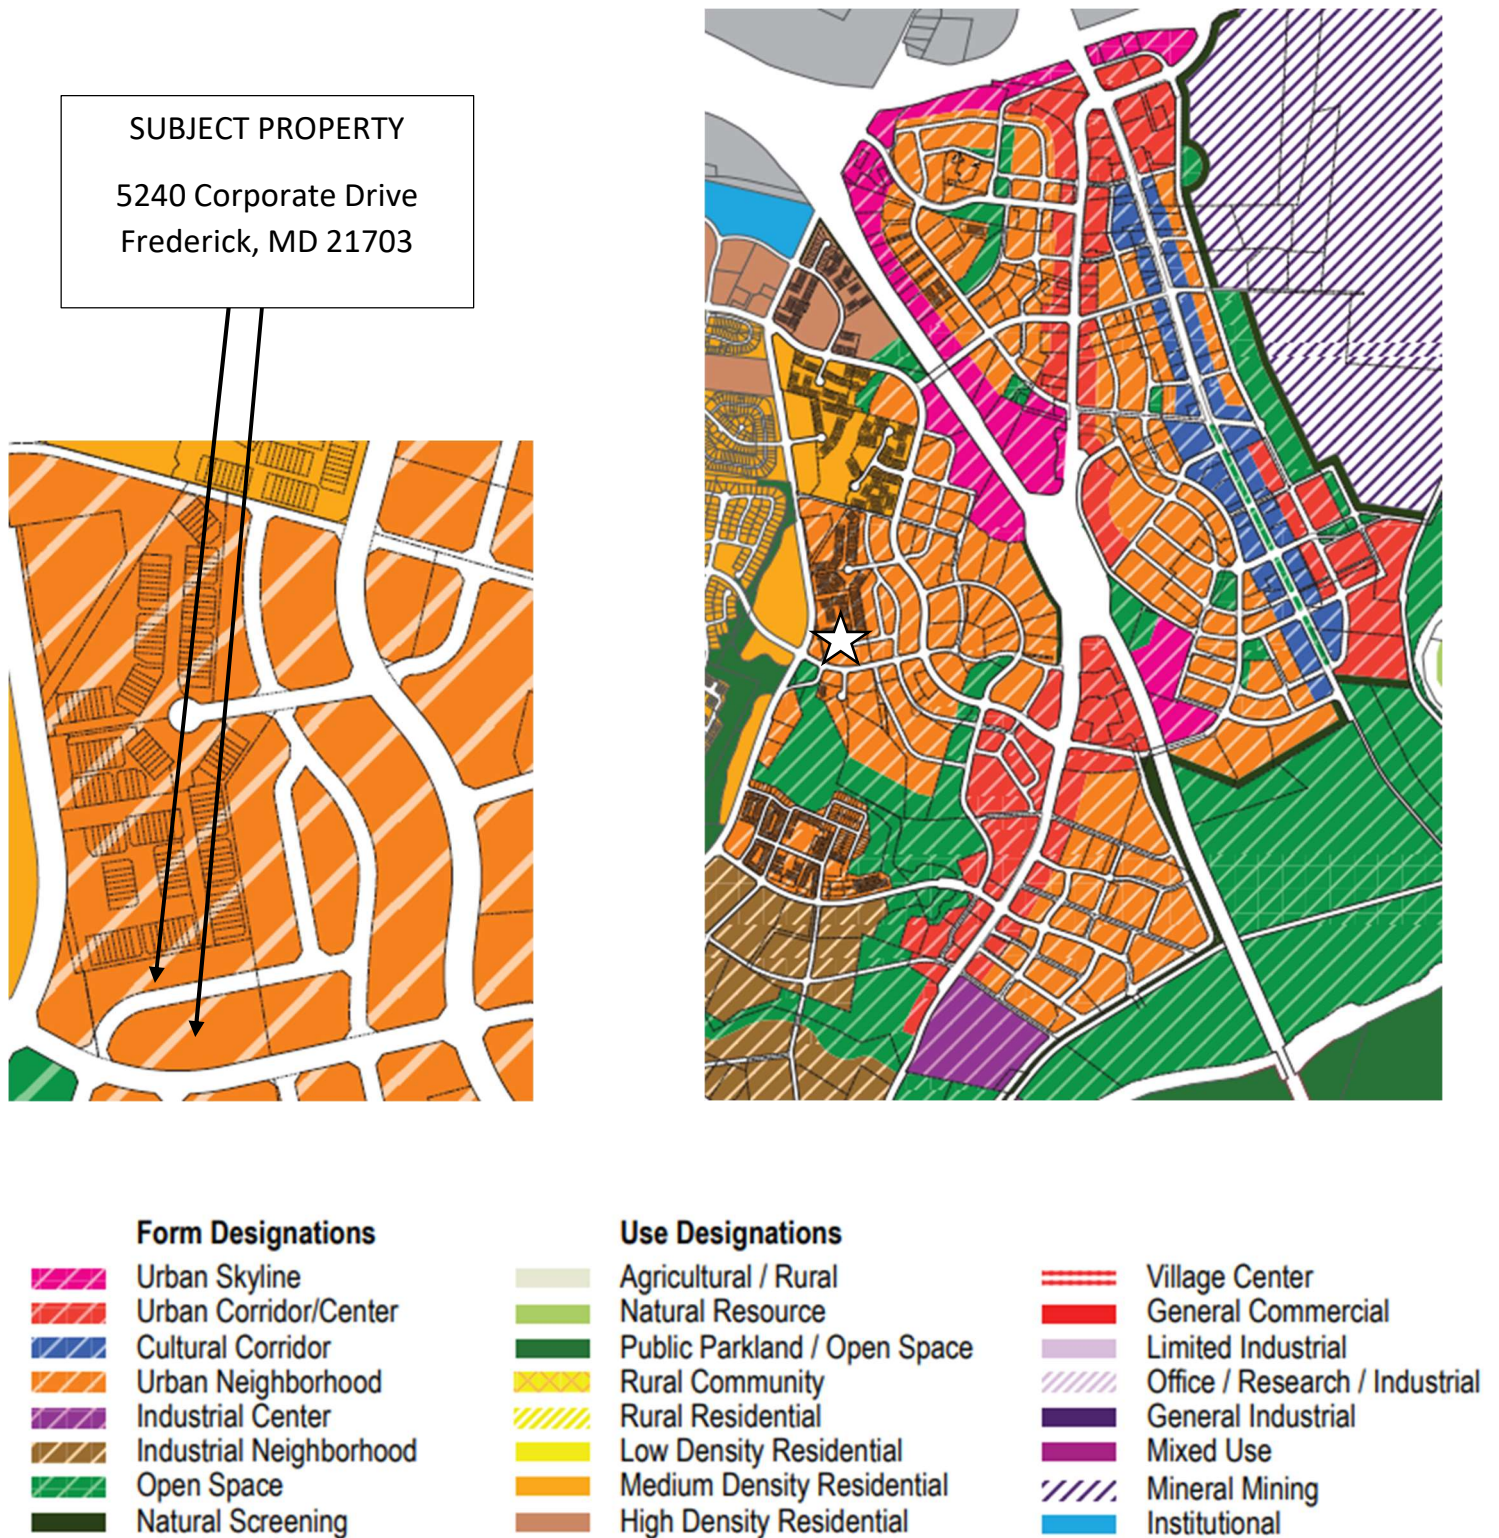 SUBJECT PROPERTY
5240 Corporate Drive
Frederick, MD 21703
Form Designations
Urban Skyline
Urban Corridor/Center
Cultural Corridor
Urban Neighborhood
Industrial Center
Industrial Neighborhood
Open Space
Natural Screening
Use Designations
Agricultural / Rural
Natural Resource
Public Parkland / Open Space
Rural Community
Rural Residential
Low Density Residential
Medium Density Residential
High Density Residential
Village Center
General Commercial
Limited Industrial
Office / Research / Industrial
General Industrial
Mixed Use
Mineral Mining
Institutional